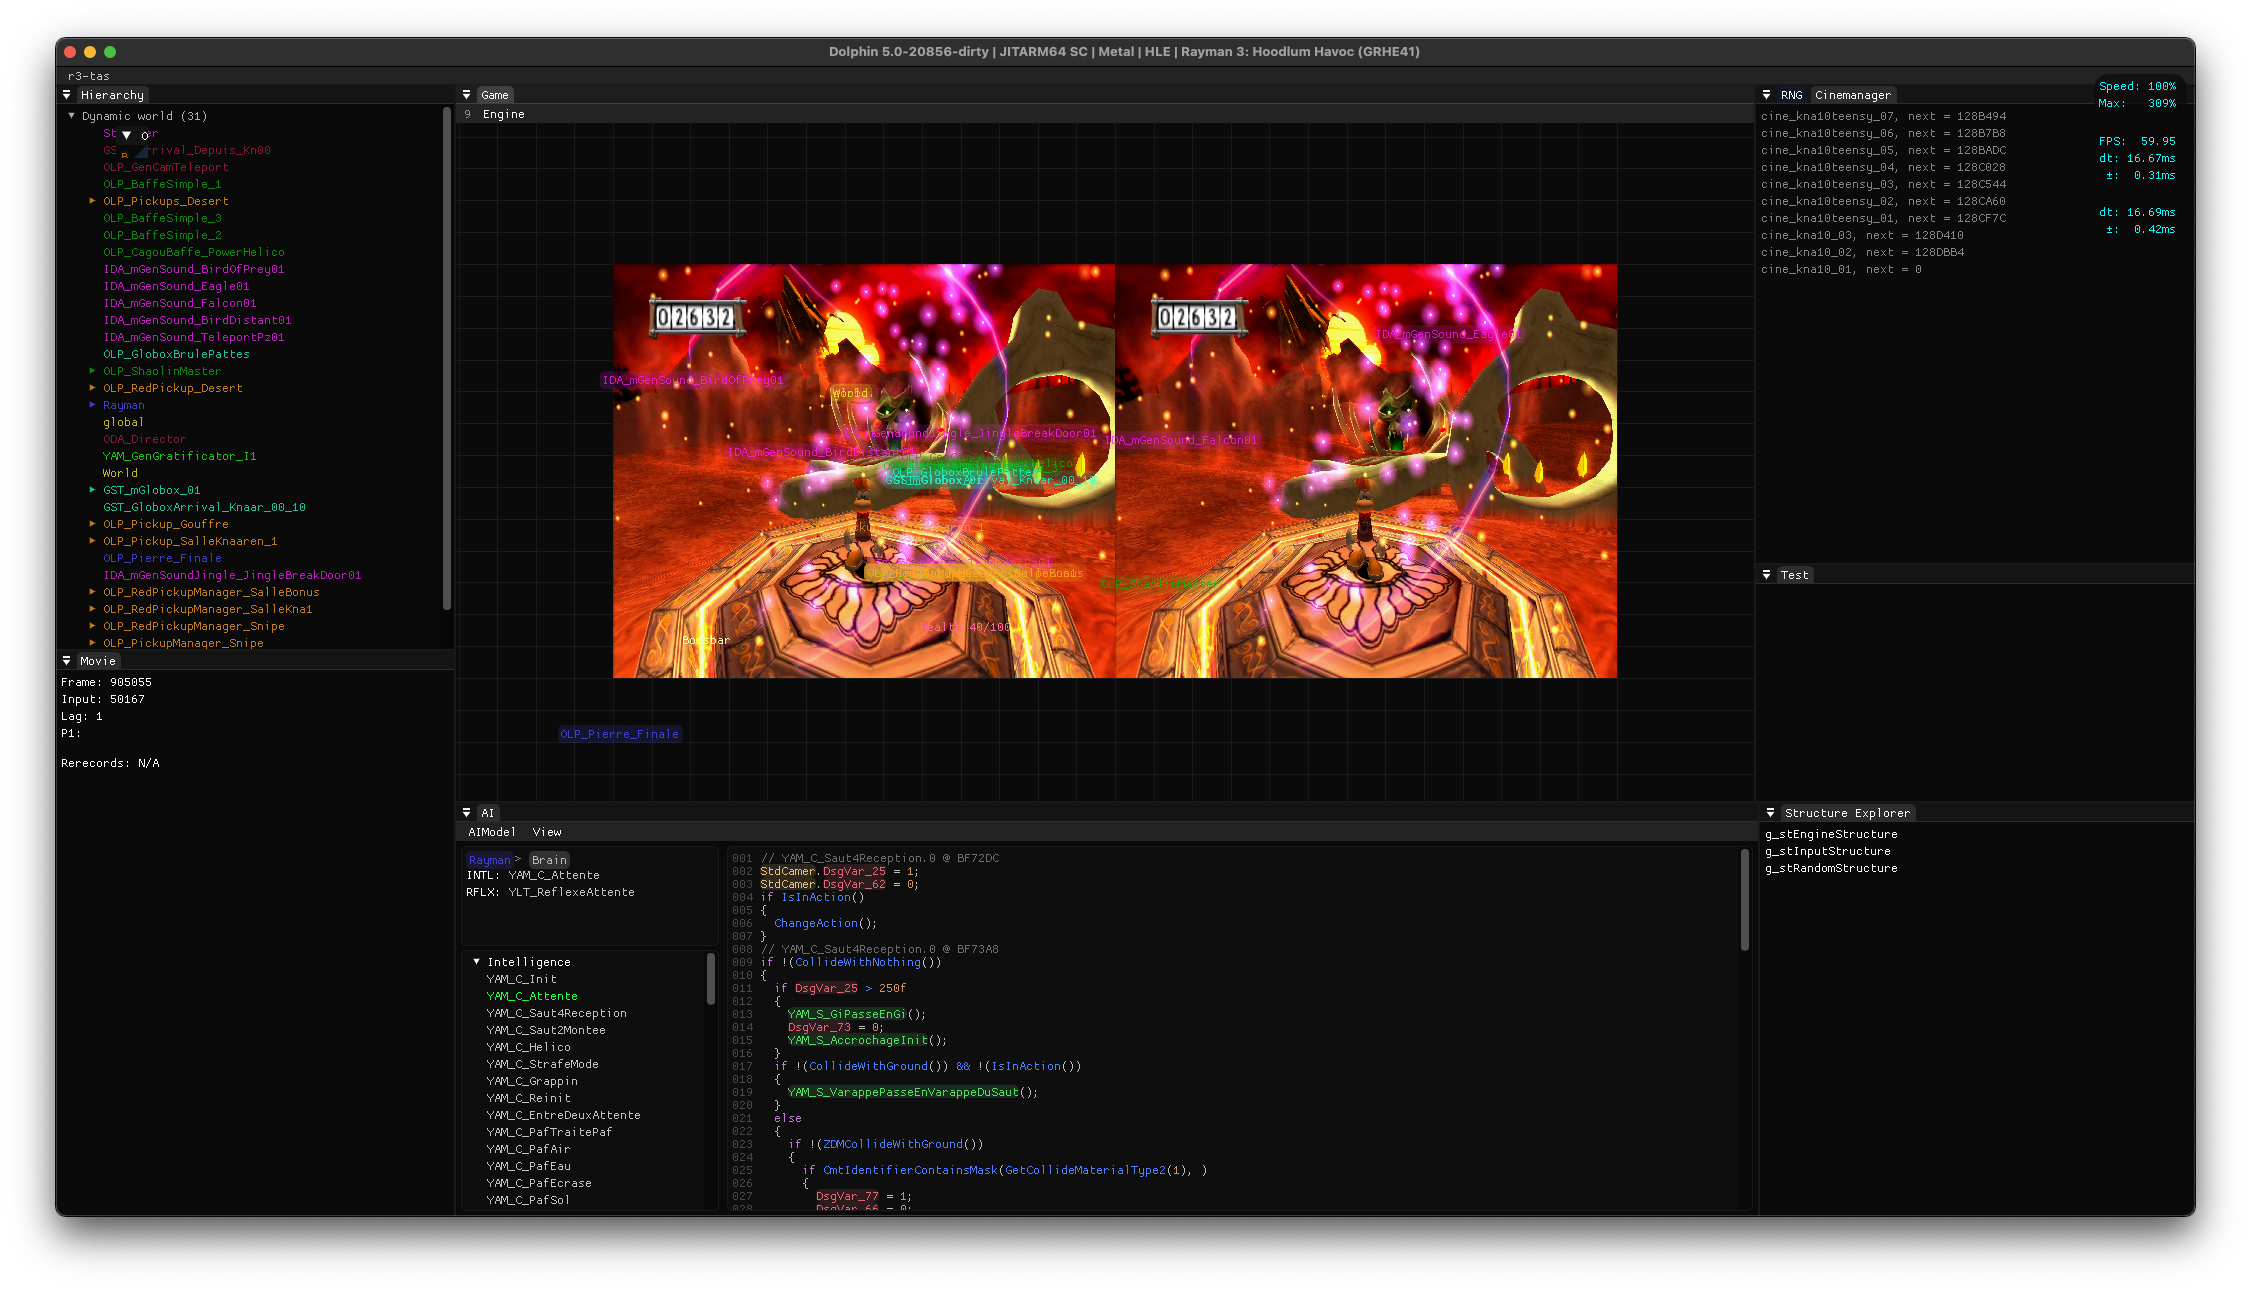 Dolphin 5.0-20856-dirty | JITARM64 SC | Metal | HLE | Rayman 3: Hoodlum Havoc (GRHE41)
r3-tas
Hierarchy
Dynamic world (31)
OLP_GenCamTeleport
OLP_BaffeSimple_1
OLP_Pickups_Desert
OLP_BaffeSimple_3
OLP_BaffeSimple_2
OLP_CagouBaffe_PowerHelico
IDA_mGenSound_BirdOfPrey01
IDA_mGenSound_Eagle01
IDA_mGenSound_Falcon01
IDA_mGenSound_BirdDistant01
IDA_mGenSound_TeleportPz01
OLP_GloboxBrulePattes
OLP_ShaolinMaster
OLP_RedPickup_Desert
Rayman
global
ODA_Director
YAM_GenGratificator_I1
World
GST_mGlobox_01
GST_GloboxArrival_Knaar_00_10
OLP_Pickup_Gouffre
OLP_Pickup_SalleKnaaren_1
OLP_Pierre_Finale
IDA_mGenSoundJingle_JingleBreakDoor01
OLP_RedPickupManager_SalleBonus
OLP_RedPickupManager_SalleKna1
OLP_RedPickupManager_Snipe
OLP_PickupManager_Snipe
Movie
Frame: 905055
Input: 50167
Lag: 1
P1:
Rerecords: N/A
Game
9 Engine
02632
02632
IDA_mGenSound_Eagle01
IDA_mGenSound_BirdOfPrey01
World
IDA_mGenSoundJingle_JingleBreakDoor01
IDA_mGenSound_Falcon01
IDA_mGenSound_BirdDistant01
OLP_GloboxBrulePattes
Health 40/100
Bossbar
OLP_Pierre_Finale
AI
AIModel View
Rayman > Brain
INTL: YAM_C_Attente
RFLX: YLT_ReflexeAttente
Intelligence
YAM_C_Init
YAM_C_Attente
YAM_C_Saut4Reception
YAM_C_Saut2Montee
YAM_C_Helico
YAM_C_StrafeMode
YAM_C_Grappin
YAM_C_Reinit
YAM_C_EntreDeuxAttente
YAM_C_PafTraitePaf
YAM_C_PafAir
YAM_C_PafEau
YAM_C_PafEcrase
YAM_C_PafSol
001 // YAM_C_Saut4Reception.0 @ BF72DC
002 StdCamer.DsgVar_25 = 1;
003 StdCamer.DsgVar_62 = 0;
004 if IsInAction()
005 {
006 ChangeAction();
007 }
008 // YAM_C_Saut4Reception.0 @ BF73A8
009 if !(CollideWithNothing())
010 {
011 if DsgVar_25 > 250f
012 {
013 YAM_S_GiPasseEnGi();
014 DsgVar_73 = 0;
015 YAM_S_AccrochageInit();
016 }
017 if !(CollideWithGround()) && !(IsInAction())
018 {
019 YAM_S_VarappePasseEnVarappeDuSaut();
020 }
021 else
022 {
023 if !(ZDMCollideWithGround())
024 {
025 if CmtIdentifierContainsMask(GetCollideMaterialType2(1), )
026 {
027 DsgVar_77 = 1;
028 DsgVar_66 = 0;
RNG Cinemanager
cine_kna10teensy_07, next = 128B494
cine_kna10teensy_06, next = 128B7B8
cine_kna10teensy_05, next = 128BADC
cine_kna10teensy_04, next = 128C028
cine_kna10teensy_03, next = 128C544
cine_kna10teensy_02, next = 128CA60
cine_kna10teensy_01, next = 128CF7C
cine_kna10_03, next = 128D410
cine_kna10_02, next = 128DBB4
cine_kna10_01, next = 0
Speed: 100%
Max: 309%
FPS: 59.95
dt: 16.67ms
±: 0.31ms
dt: 16.69ms
±: 0.42ms
Test
Structure Explorer
g_stEngineStructure
g_stInputStructure
g_stRandomStructure